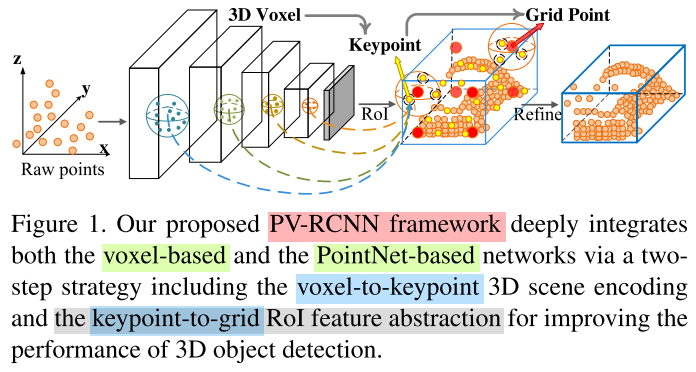 3D Voxel
Grid Point
Keypoint
z
y
x
Raw points
RoI
Refine
Figure 1. Our proposed PV-RCNN framework deeply integrates
both the voxel-based and the PointNet-based networks via a two-
step strategy including the voxel-to-keypoint 3D scene encoding
and the keypoint-to-grid RoI feature abstraction for improving the
performance of 3D object detection.